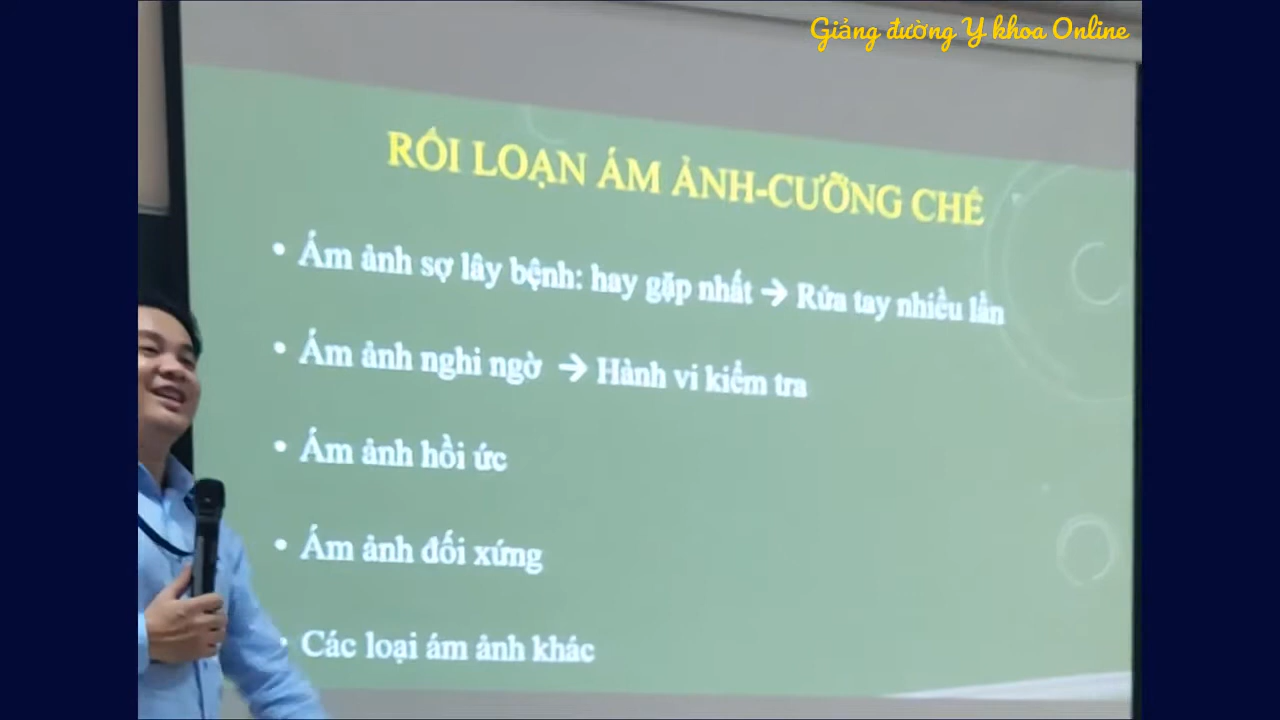 Giảng đường Y khoa Online
RỐI LOẠN ÁM ẢNH-CƯỠNG CHẾ
• Ám ảnh sợ lây bệnh: hay gặp nhất → Rửa tay nhiều lần
• Ám ảnh nghi ngờ → Hành vi kiểm tra
• Ám ảnh hồi ức
• Ám ảnh đối xứng
• Các loại ám ảnh khác